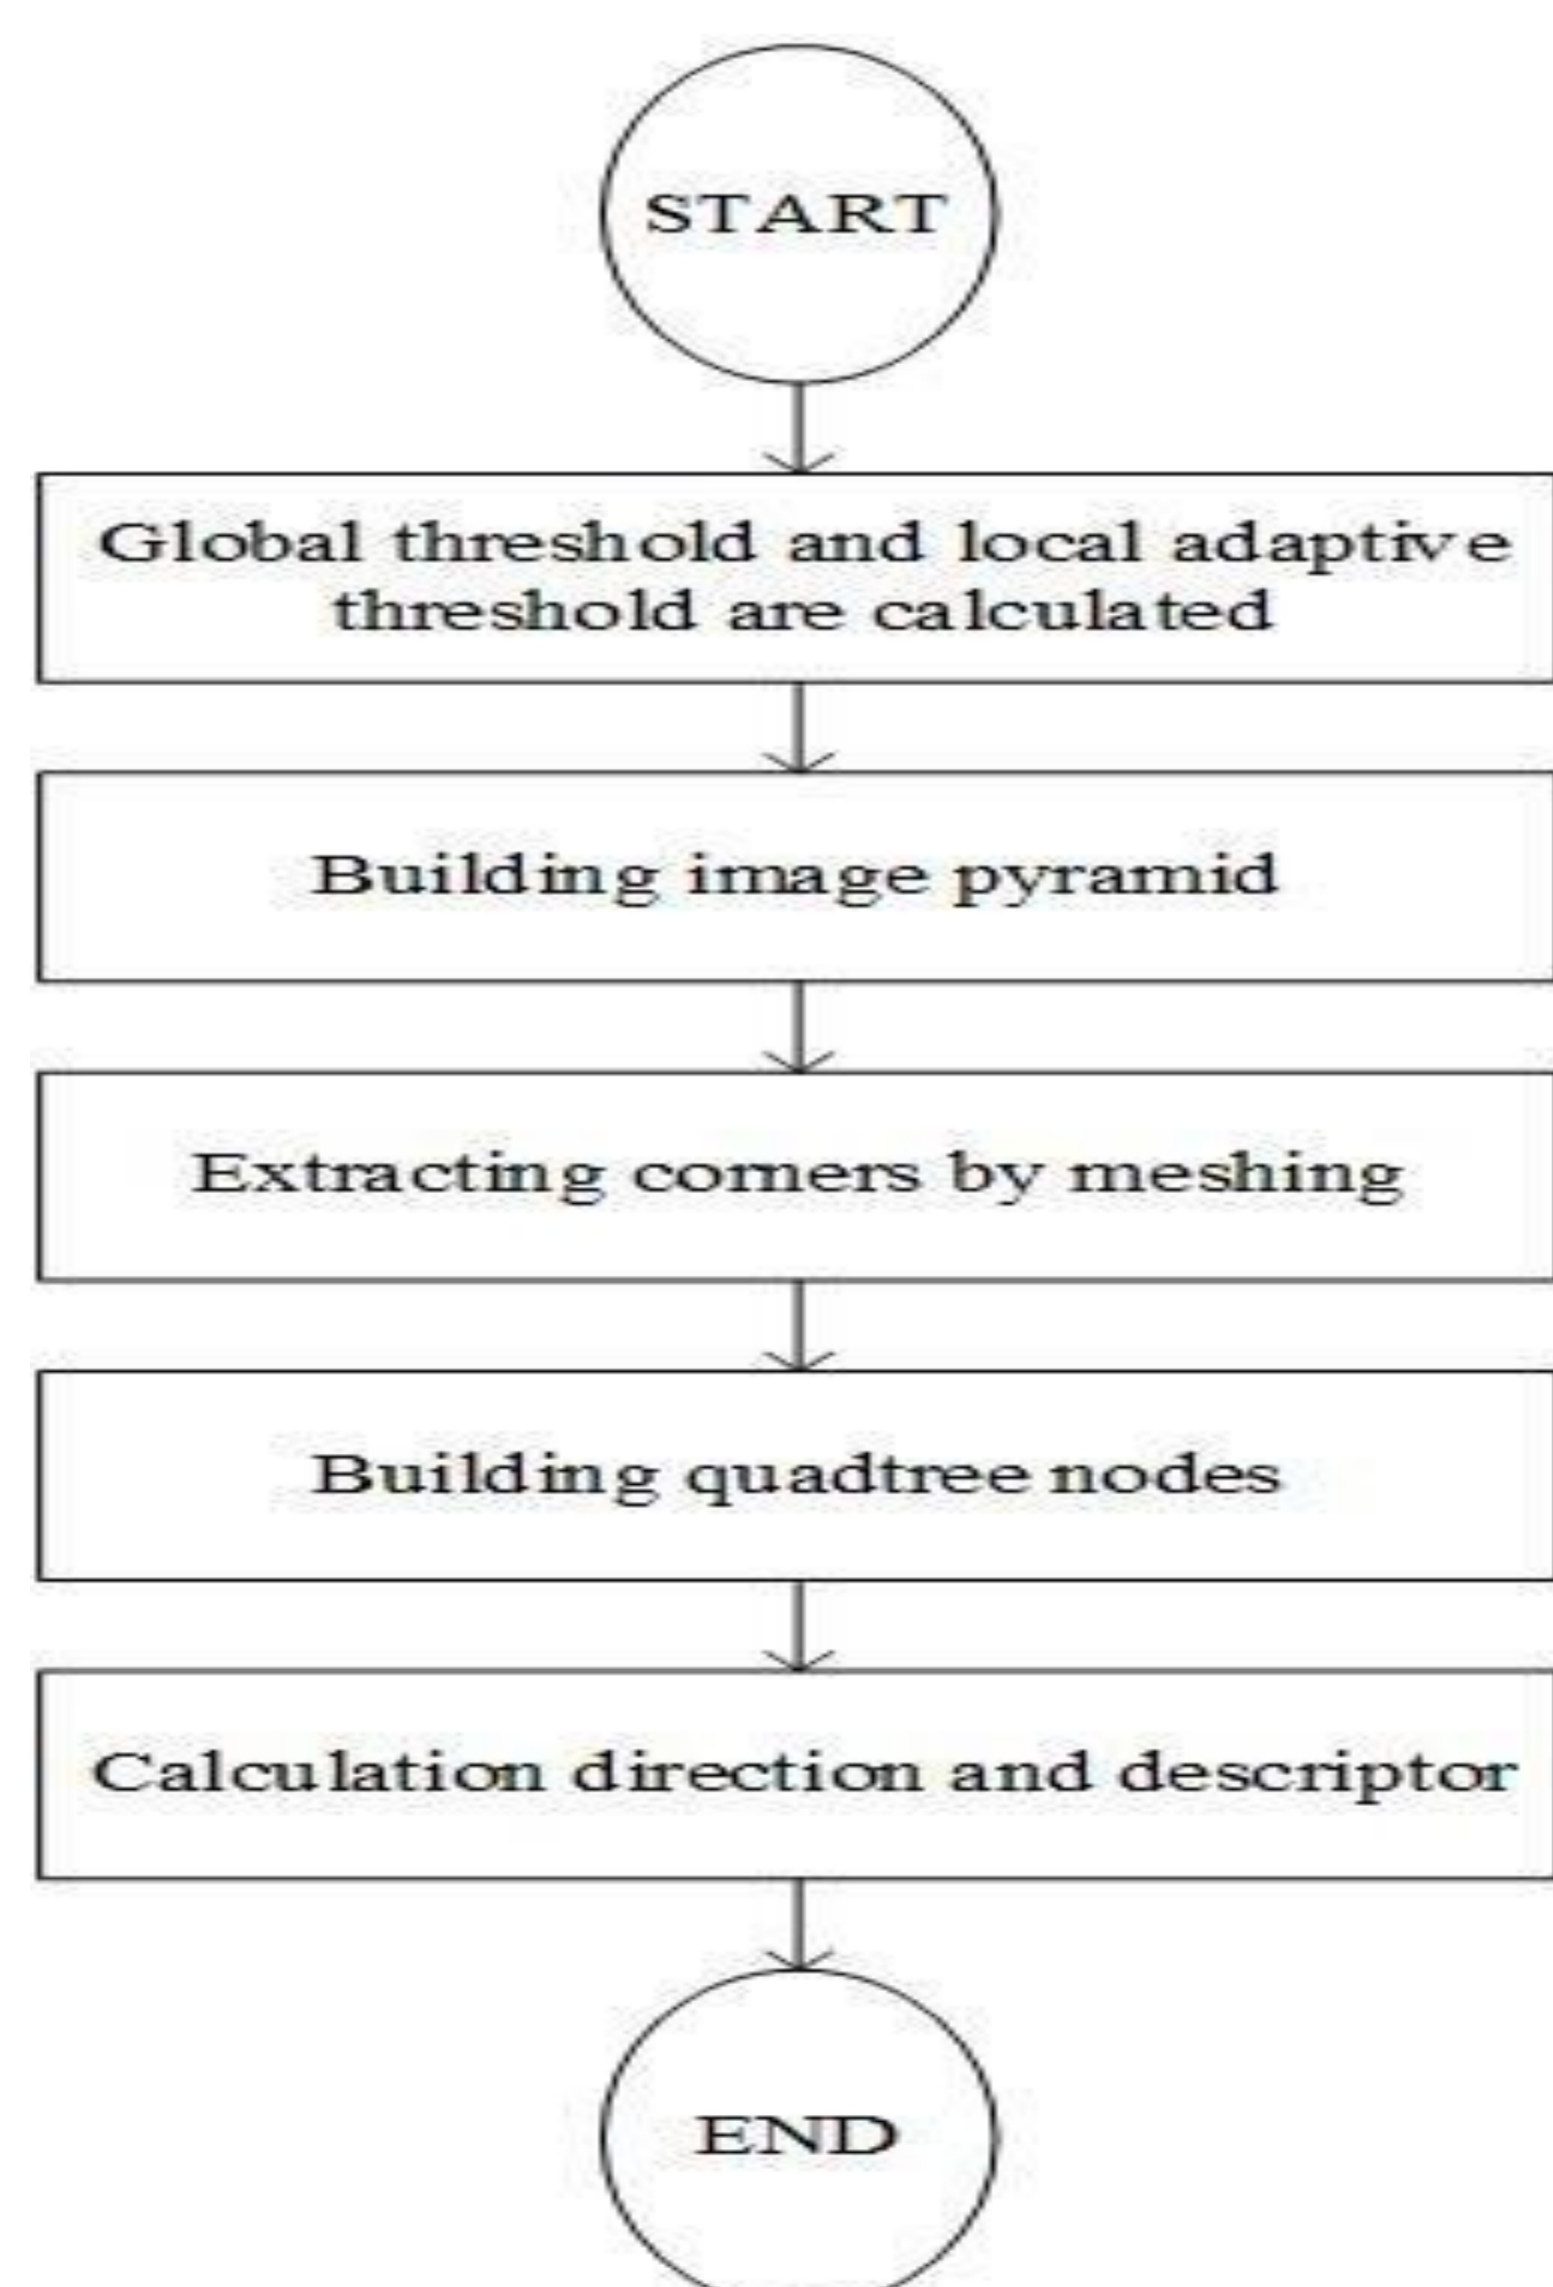 START
Global threshold and local adaptive
threshold are calculated
Building image pyramid
Extracting corners by meshing
Building quadtree nodes
Calculation direction and descriptor
END